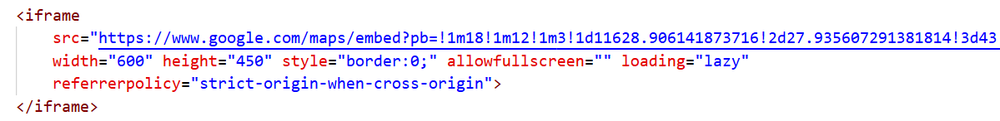 <iframe
src="https://www.google.com/maps/embed?pb=!1m18!1m12!1m3!1d11628.906141873716!2d27.935607291381814!3d43
width="600" height="450" style="border:0;" allowfullscreen="" loading="lazy"
referrerpolicy="strict-origin-when-cross-origin">
</iframe>